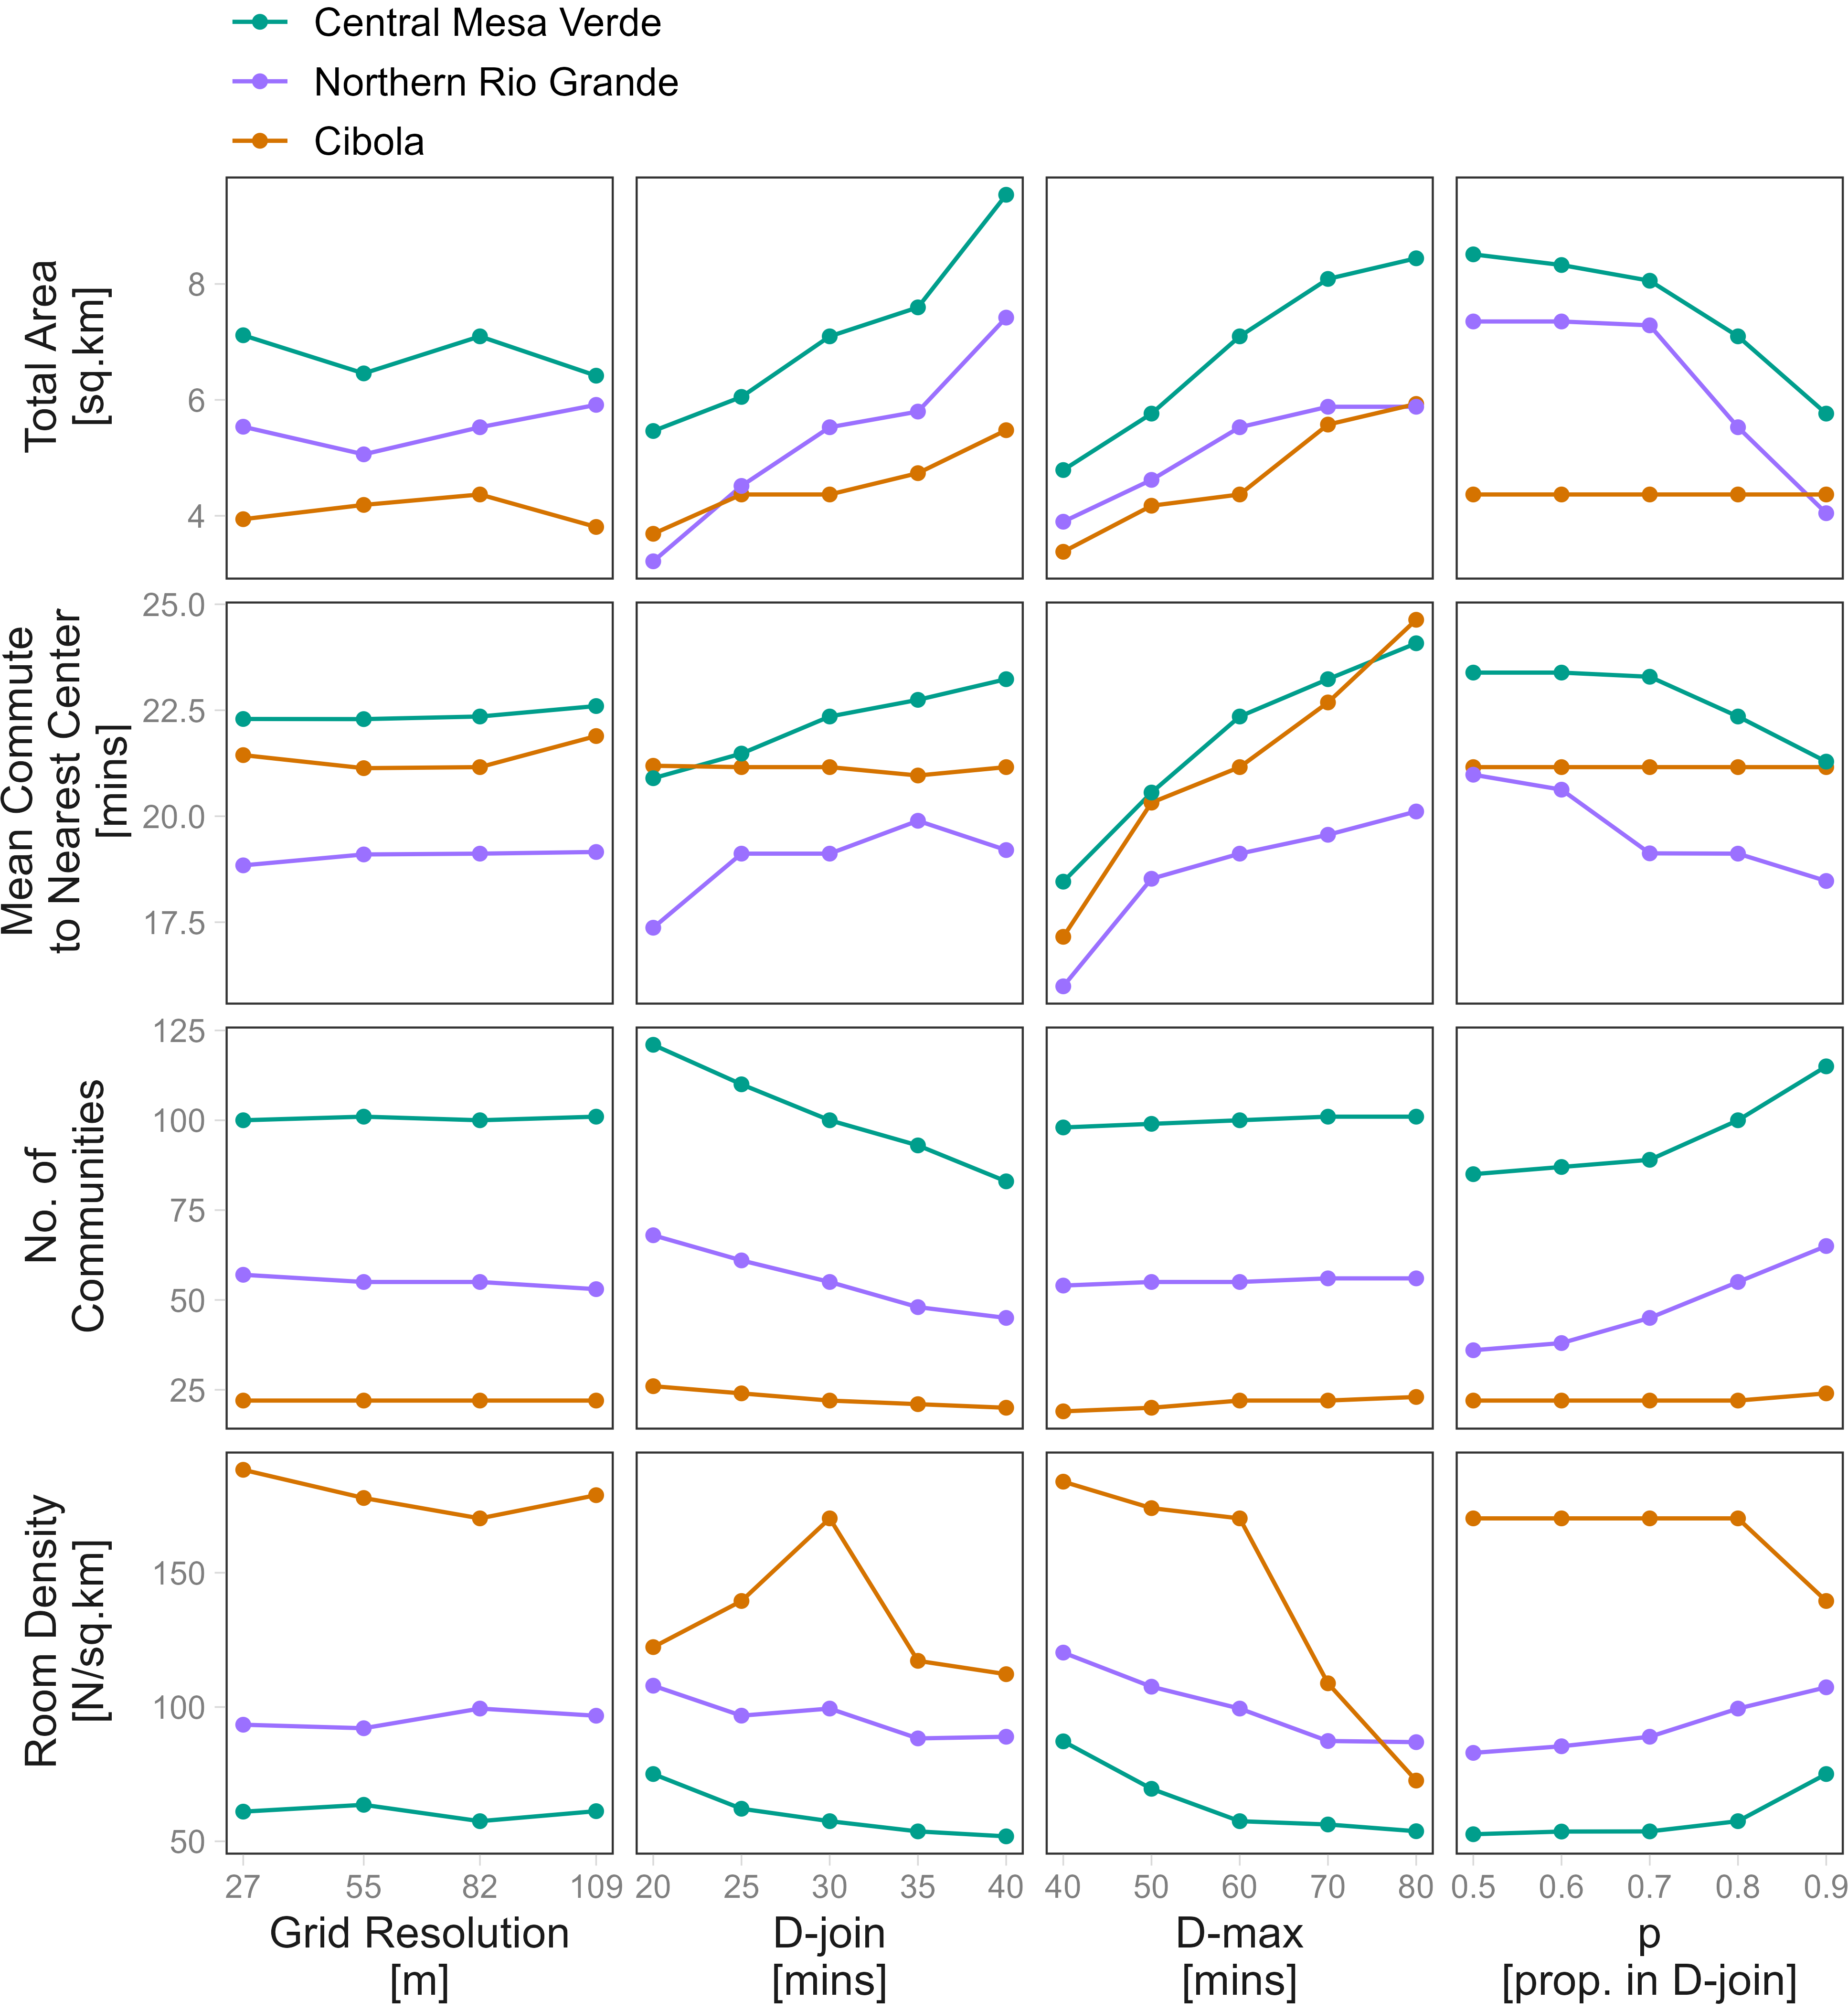 Central Mesa Verde
Northern Rio Grande
Cibola
Total Area
[sq.km]
8
6
4
Mean Commute
to Nearest Center
[mins]
25.0
22.5
20.0
17.5
No. of
Communities
125
100
75
50
25
Room Density
[N/sq.km]
150
100
50
27 55 82 109 20 25 30 35 40 40 50 60 70 80 0.5 0.6 0.7 0.8 0.9
Grid Resolution
[m]
D-join
[mins]
D-max
[mins]
p
[prop. in D-join]